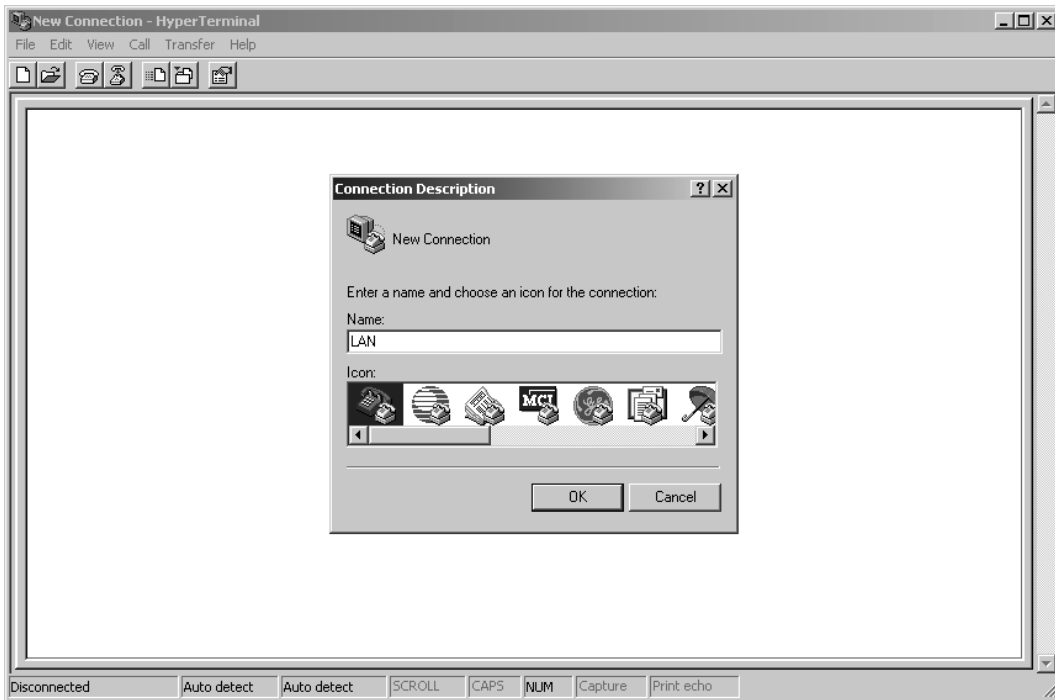 New Connection - HyperTerminal
File Edit View Call Transfer Help
Connection Description
New Connection
Enter a name and choose an icon for the connection:
Name:
LAN
Icon:
MCI
OK Cancel
Disconnected Auto detect Auto detect SCROLL CAPS NUM Capture Print echo